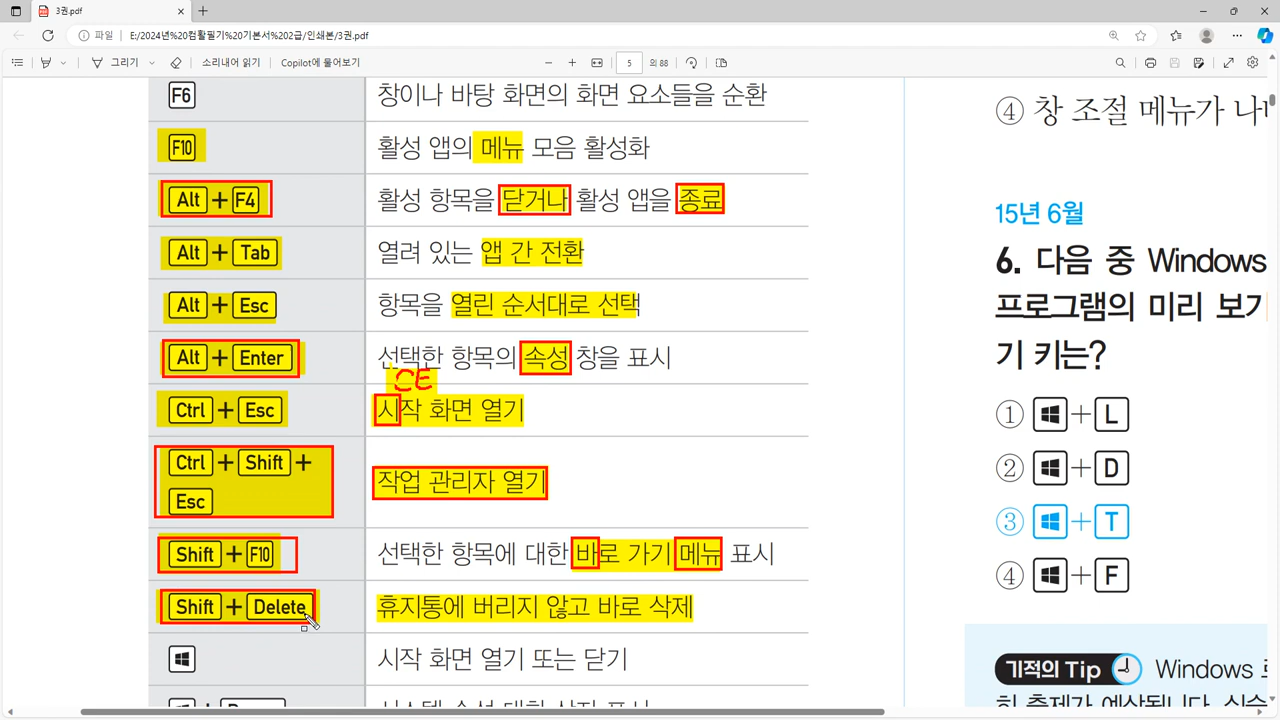 3권.pdf
파일 E:/2024년%20컴활필기%20기본서%202급/인쇄본/3권.pdf
그리기 소리내어 읽기 Copilot에 물어보기 5 의 88
F6 창이나 바탕 화면의 화면 요소들을 순환
F10 활성 앱의 메뉴 모음 활성화
Alt + F4 활성 항목을 닫거나 활성 앱을 종료
Alt + Tab 열려 있는 앱 간 전환
Alt + Esc 항목을 열린 순서대로 선택
Alt + Enter 선택한 항목의 속성 창을 표시
CE
Ctrl + Esc 시작 화면 열기
Ctrl + Shift +
Esc
작업 관리자 열기
Shift + F10 선택한 항목에 대한 바로 가기 메뉴 표시
Shift + Delete 휴지통에 버리지 않고 바로 삭제
시작 화면 열기 또는 닫기
④ 창 조절 메뉴가 나
15년 6월
6. 다음 중 Windows
프로그램의 미리 보기
기 키는?
① + L
② + D
③ + T
④ + F
기적의 Tip Windows